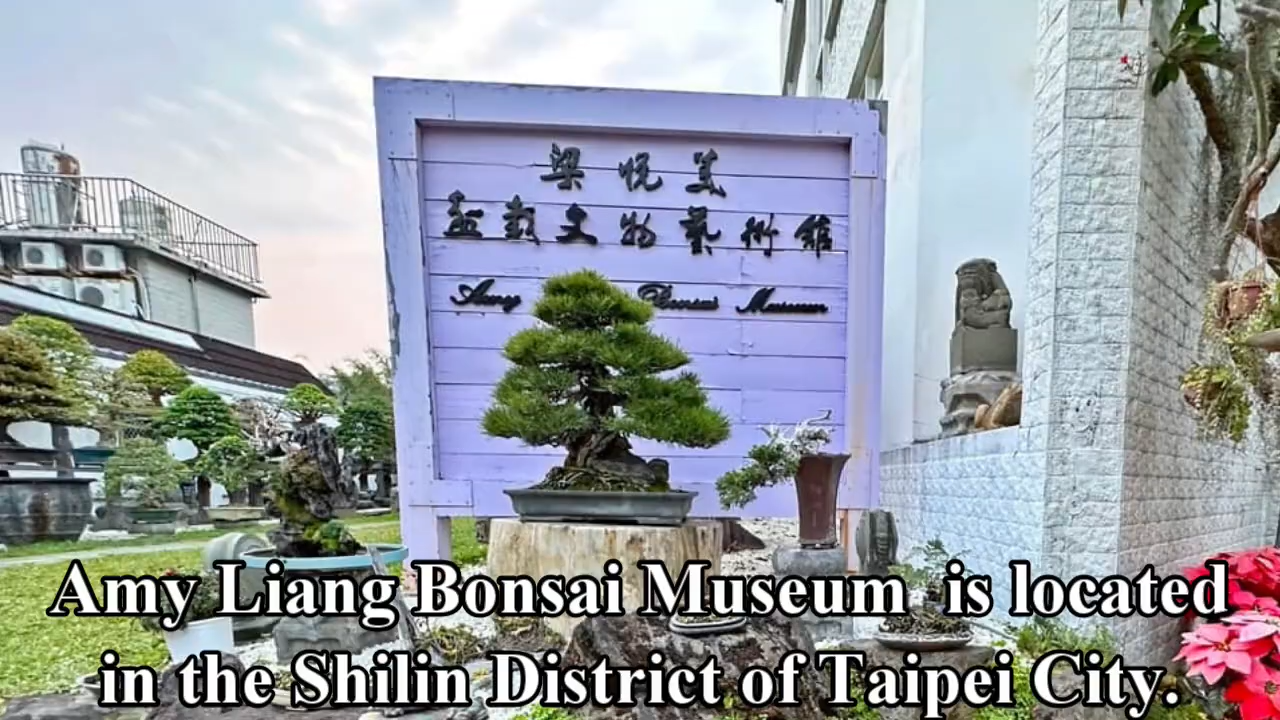 梁悅美
盆栽文物藝術館
Amy Bonsai Museum
Amy Liang Bonsai Museum is located
in the Shilin District of Taipei City.